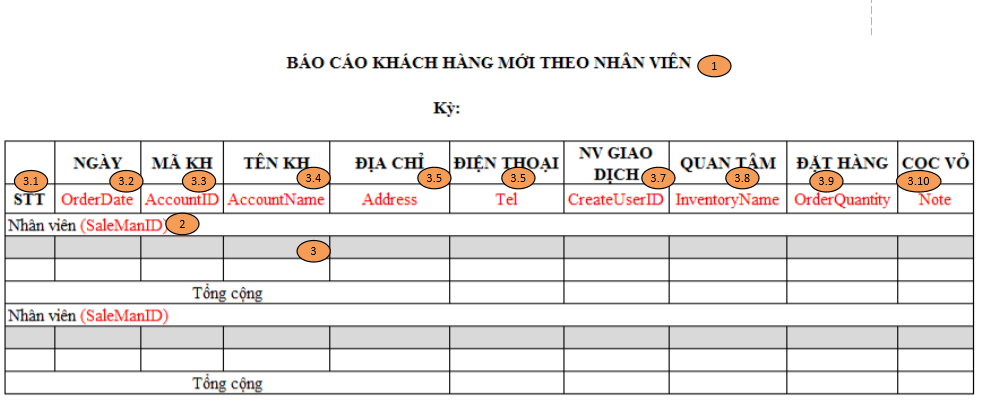 BÁO CÁO KHÁCH HÀNG MỚI THEO NHÂN VIÊN 1
Kỳ:
NGÀY MÃ KH TÊN KH ĐỊA CHỈ ĐIỆN THOẠI NV GIAO DỊCH QUAN TÂM ĐẶT HÀNG CỌC VỎ
3.1 3.2 3.3 3.4 3.5 3.5 3.7 3.8 3.9 3.10
STT OrderDate AccountID AccountName Address Tel CreateUserID InventoryName OrderQuantity Note
Nhân viên (SaleManID) 2
3
Tổng cộng
Nhân viên (SaleManID)
Tổng cộng